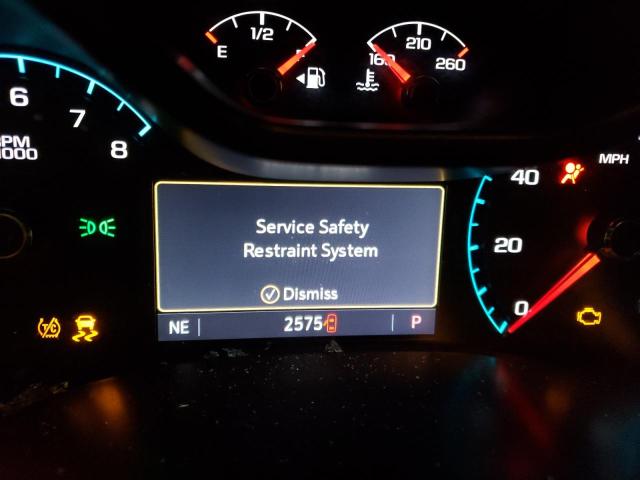 E 1/2 F
160 210 260
6 7 8
RPM
x1000
40 MPH
20
0
Service Safety
Restraint System
Dismiss
T/C
NE 2575 P